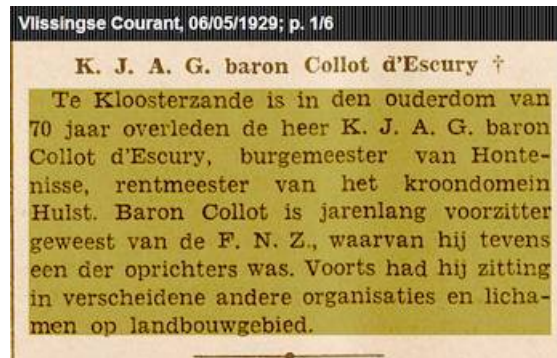 Vlissingse Courant, 06/05/1929; p. 1/6
K. J. A. G. baron Collot d'Escury †
Te Kloosterzande is in den ouderdom van
70 jaar overleden de heer K. J. A. G. baron
Collot d'Escury, burgemeester van Honte-
nisse, rentmeester van het kroondomein
Hulst. Baron Collot is jarenlang voorzitter
geweest van de F. N. Z., waarvan hij tevens
een der oprichters was. Voorts had hij zitting
in verscheidene andere organisaties en licha-
men op landbouwgebied.